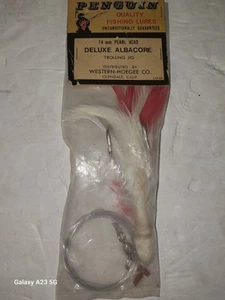 PENGUIN
QUALITY
FISHING LURES
UNCONDITIONALLY GUARANTEED
14 mm PEARL HEAD
DELUXE ALBACORE
TROLLING JIG
DISTRIBUTED BY
WESTERN-HOEGEE CO.
GLENDALE, CALIF.
Galaxy A23 5G